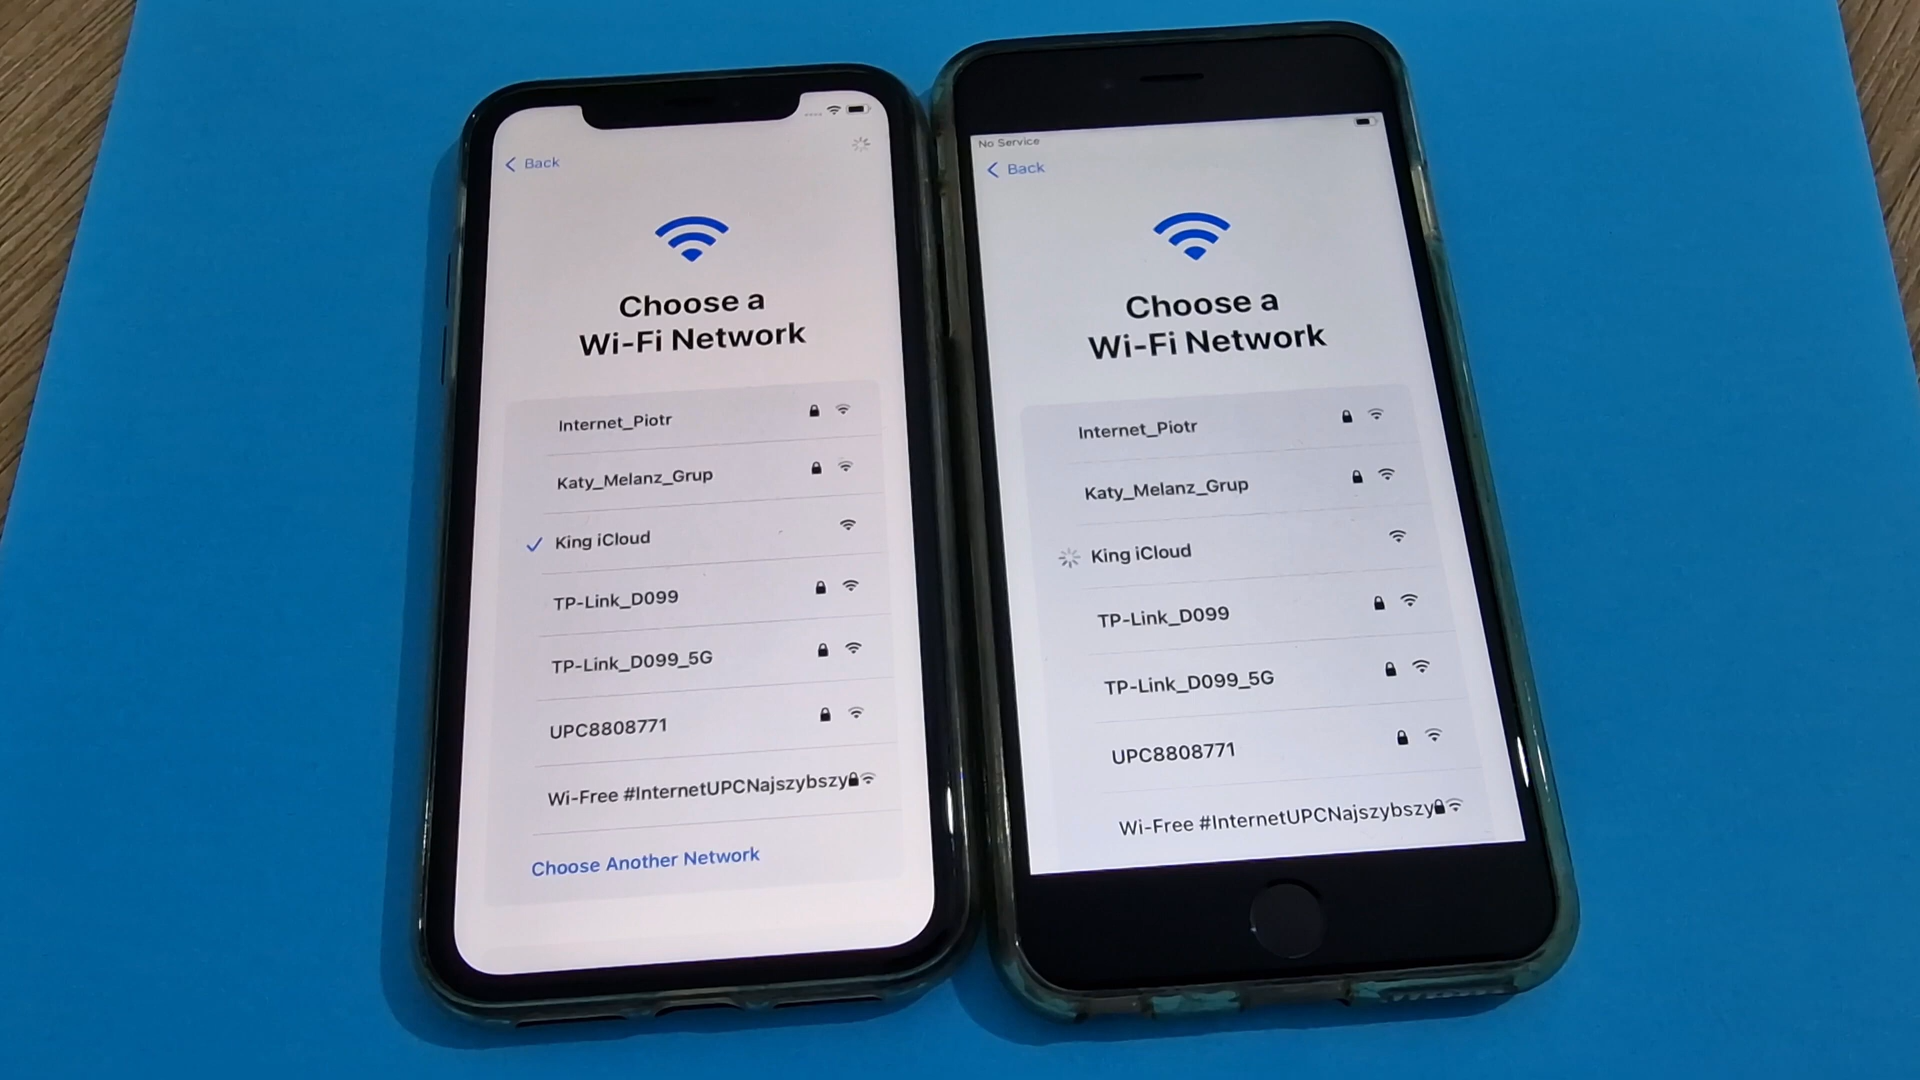 Back
Choose a
Wi-Fi Network
Internet_Piotr
Katy_Melanz_Grup
King iCloud
TP-Link_D099
TP-Link_D099_5G
UPC8808771
Wi-Free #InternetUPCNajszybszy
Choose Another Network
No Service
Back
Choose a
Wi-Fi Network
Internet_Piotr
Katy_Melanz_Grup
King iCloud
TP-Link_D099
TP-Link_D099_5G
UPC8808771
Wi-Free #InternetUPCNajszybszy